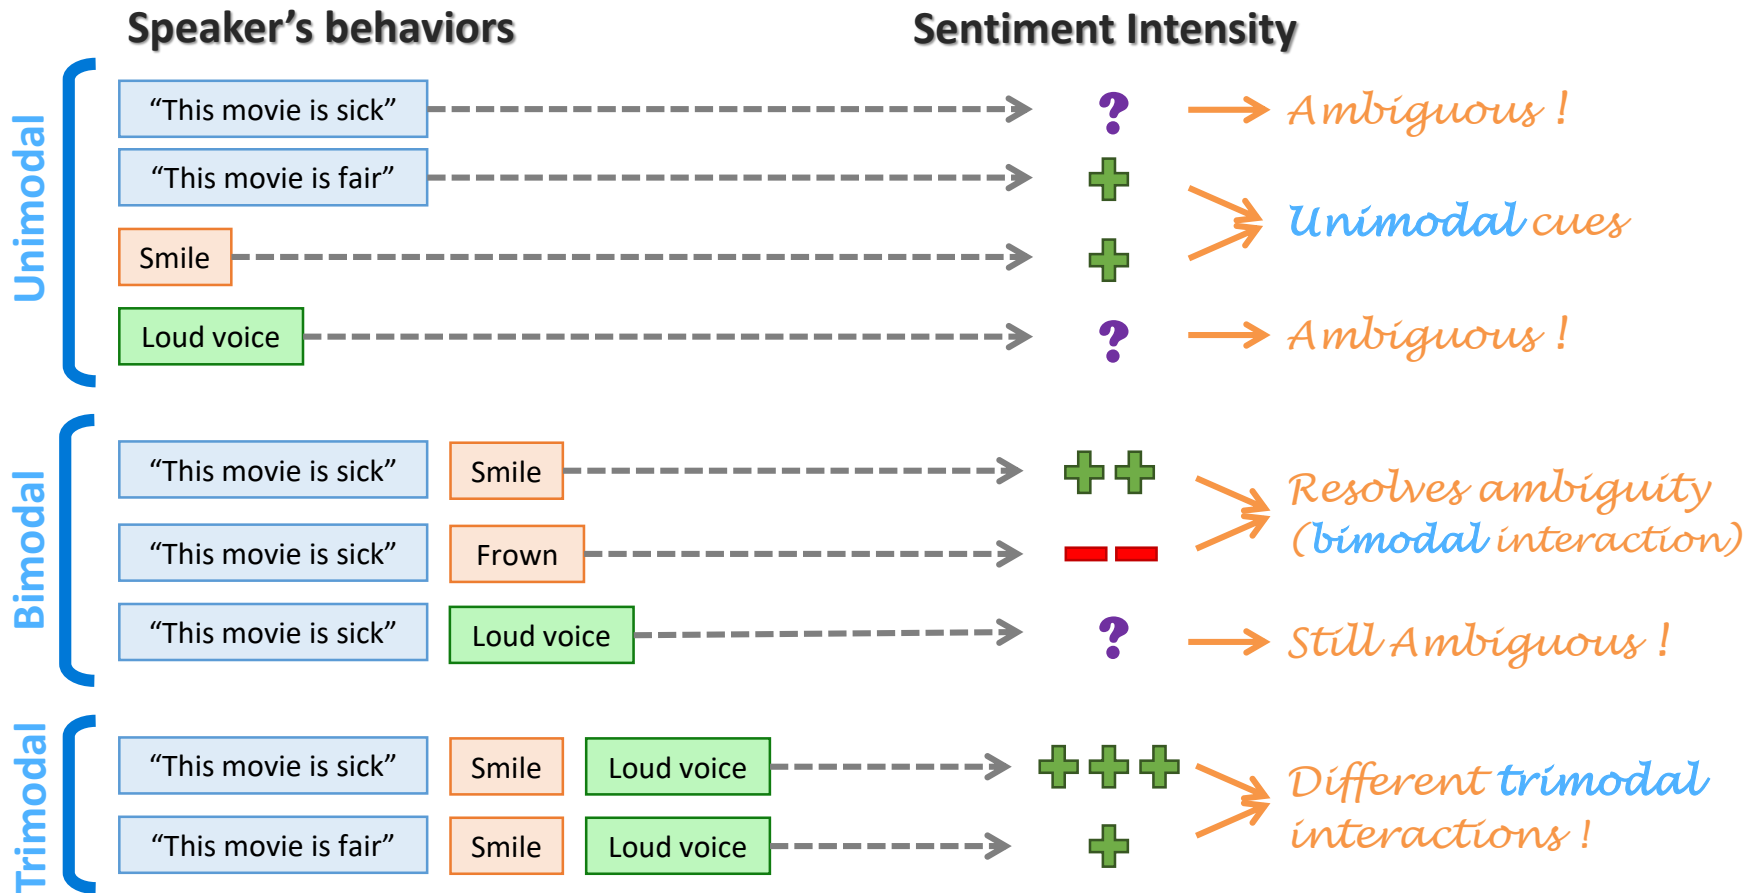 Speaker's behaviors
Sentiment Intensity
Unimodal
“This movie is sick”
?
Ambiguous !
“This movie is fair”
Unimodal cues
Smile
Loud voice
?
Ambiguous !
Bimodal
“This movie is sick”
Smile
Resolves ambiguity
(bimodal interaction)
“This movie is sick”
Frown
“This movie is sick”
Loud voice
?
Still Ambiguous !
Trimodal
“This movie is sick”
Smile
Loud voice
Different trimodal
interactions !
“This movie is fair”
Smile
Loud voice